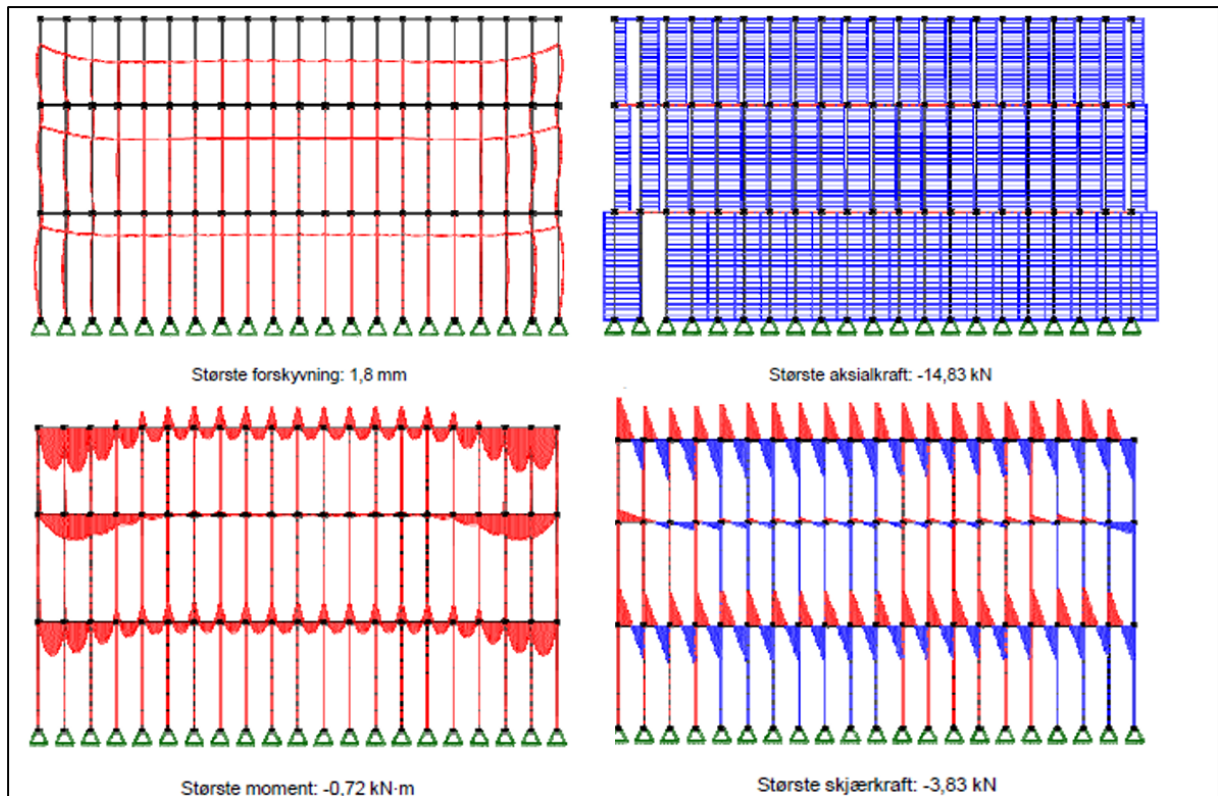 Største forskyvning: 1,8 mm
Største aksialkraft: -14,83 kN
Største moment: -0,72 kN·m
Største skjærkraft: -3,83 kN